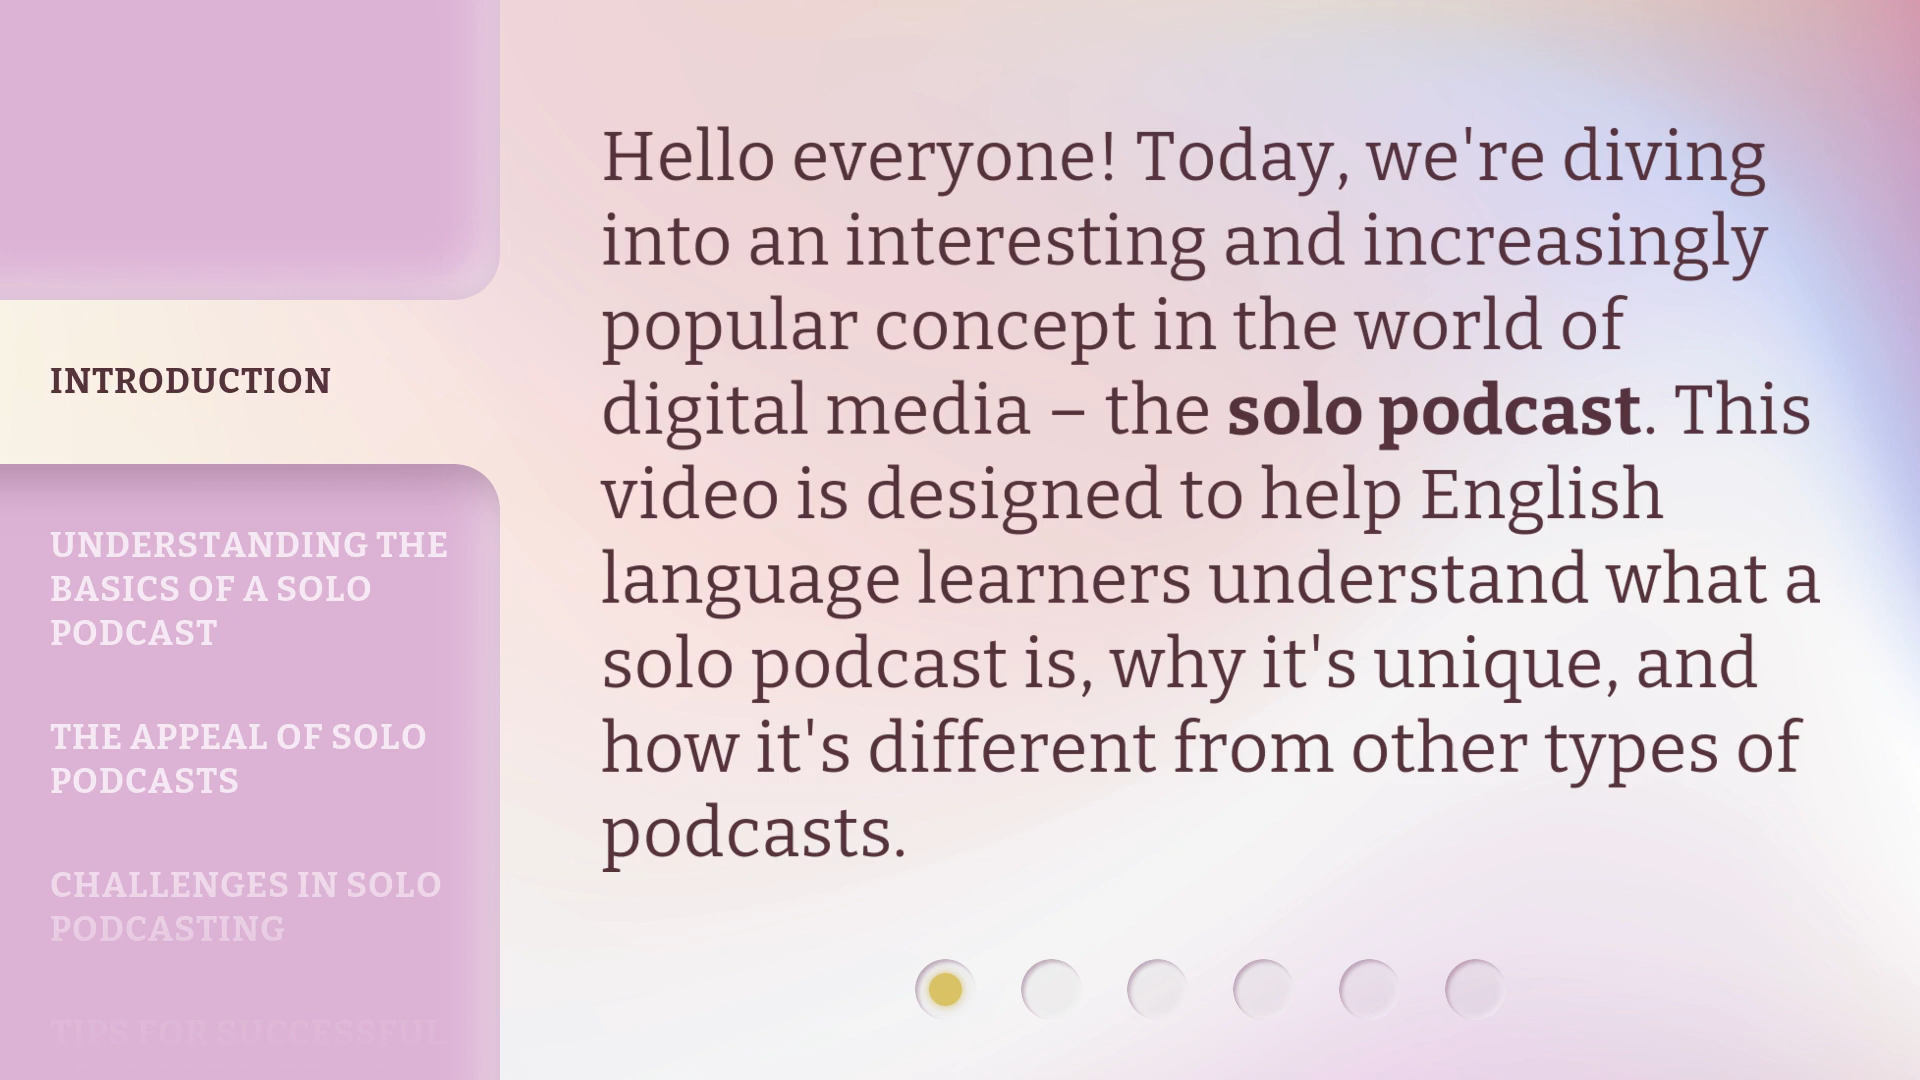 INTRODUCTION
UNDERSTANDING THE
BASICS OF A SOLO
PODCAST
THE APPEAL OF SOLO
PODCASTS
CHALLENGES IN SOLO
PODCASTING
TIPS FOR SUCCESSFUL
Hello everyone! Today, we're diving
into an interesting and increasingly
popular concept in the world of
digital media – the solo podcast. This
video is designed to help English
language learners understand what a
solo podcast is, why it's unique, and
how it's different from other types of
podcasts.